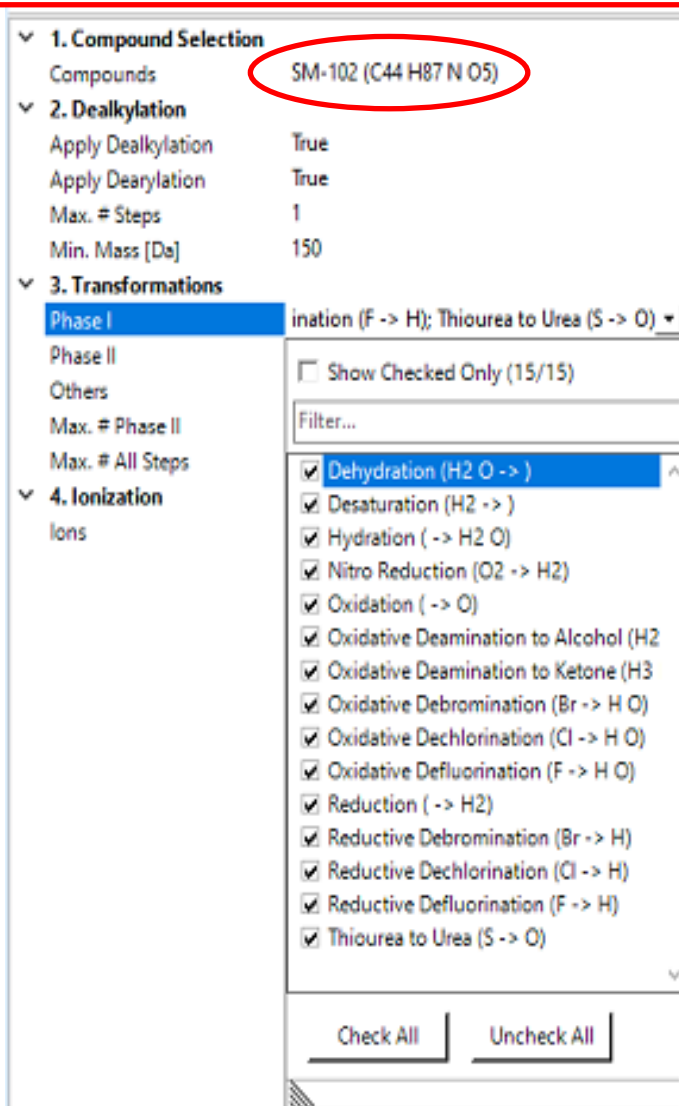 1. Compound Selection
Compounds SM-102 (C44 H87 N O5)
2. Dealkylation
Apply Dealkylation True
Apply Dearylation True
Max. # Steps 1
Min. Mass [Da] 150
3. Transformations
Phase I ination (F -> H); Thiourea to Urea (S -> O)
Phase II
Others
Max. # Phase II
Max. # All Steps
4. Ionization
Ions
Show Checked Only (15/15)
Filter...
Dehydration (H2 O -> )
Desaturation (H2 -> )
Hydration ( -> H2 O)
Nitro Reduction (O2 -> H2)
Oxidation ( -> O)
Oxidative Deamination to Alcohol (H2
Oxidative Deamination to Ketone (H3
Oxidative Debromination (Br -> H O)
Oxidative Dechlorination (Cl -> H O)
Oxidative Defluorination (F -> H O)
Reduction ( -> H2)
Reductive Debromination (Br -> H)
Reductive Dechlorination (Cl -> H)
Reductive Defluorination (F -> H)
Thiourea to Urea (S -> O)
Check All Uncheck All